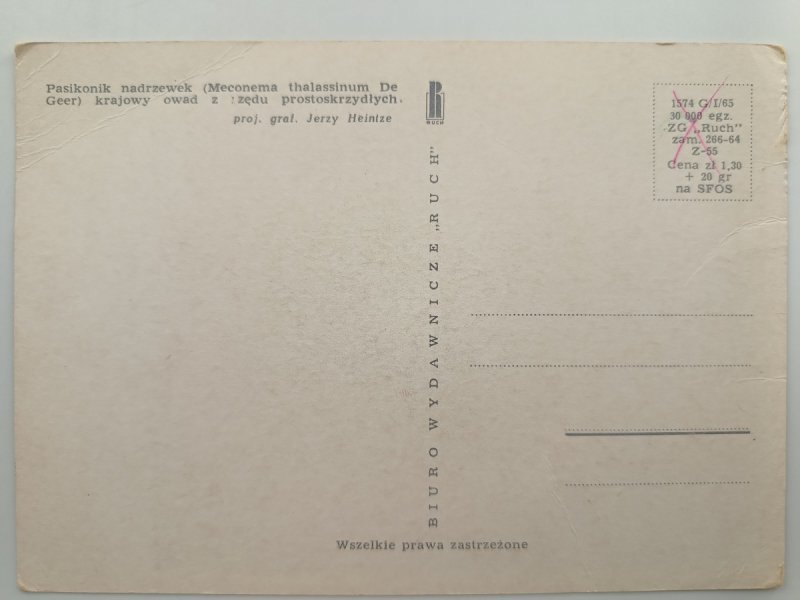 Pasikonik nadrzewek (Meconema thalassinum De
Geer) krajowy owad z rzędu prostoskrzydłych.
proj. graf. Jerzy Heintze
RUCH
BIURO WYDAWNICZE „RUCH"
1574 G/I/65
30 000 egz.
ZG „Ruch"
zam. 266-64
Z-55
Cena zł 1,30
+ 20 gr
na SFOS
Wszelkie prawa zastrzeżone